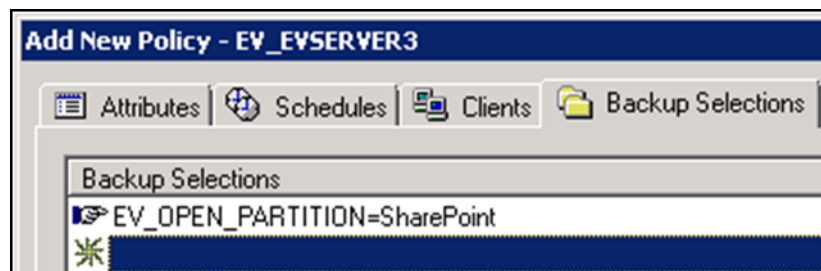 Add New Policy - EV_EVSERVER3
Attributes Schedules Clients Backup Selections
Backup Selections
EV_OPEN_PARTITION=SharePoint